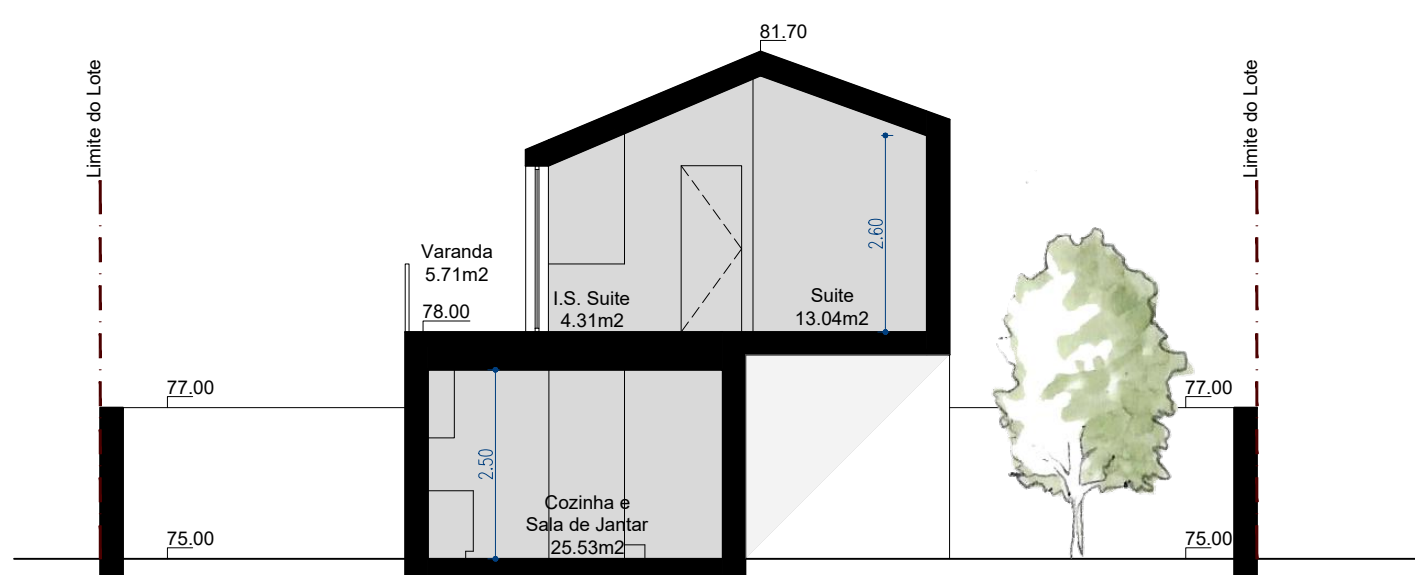 81.70
Limite do Lote
Limite do Lote
2.60
Varanda
5.71m2
I.S. Suite
4.31m2
Suite
13.04m2
78.00
77.00
77.00
2.50
Cozinha e
Sala de Jantar
25.53m2
75.00
75.00